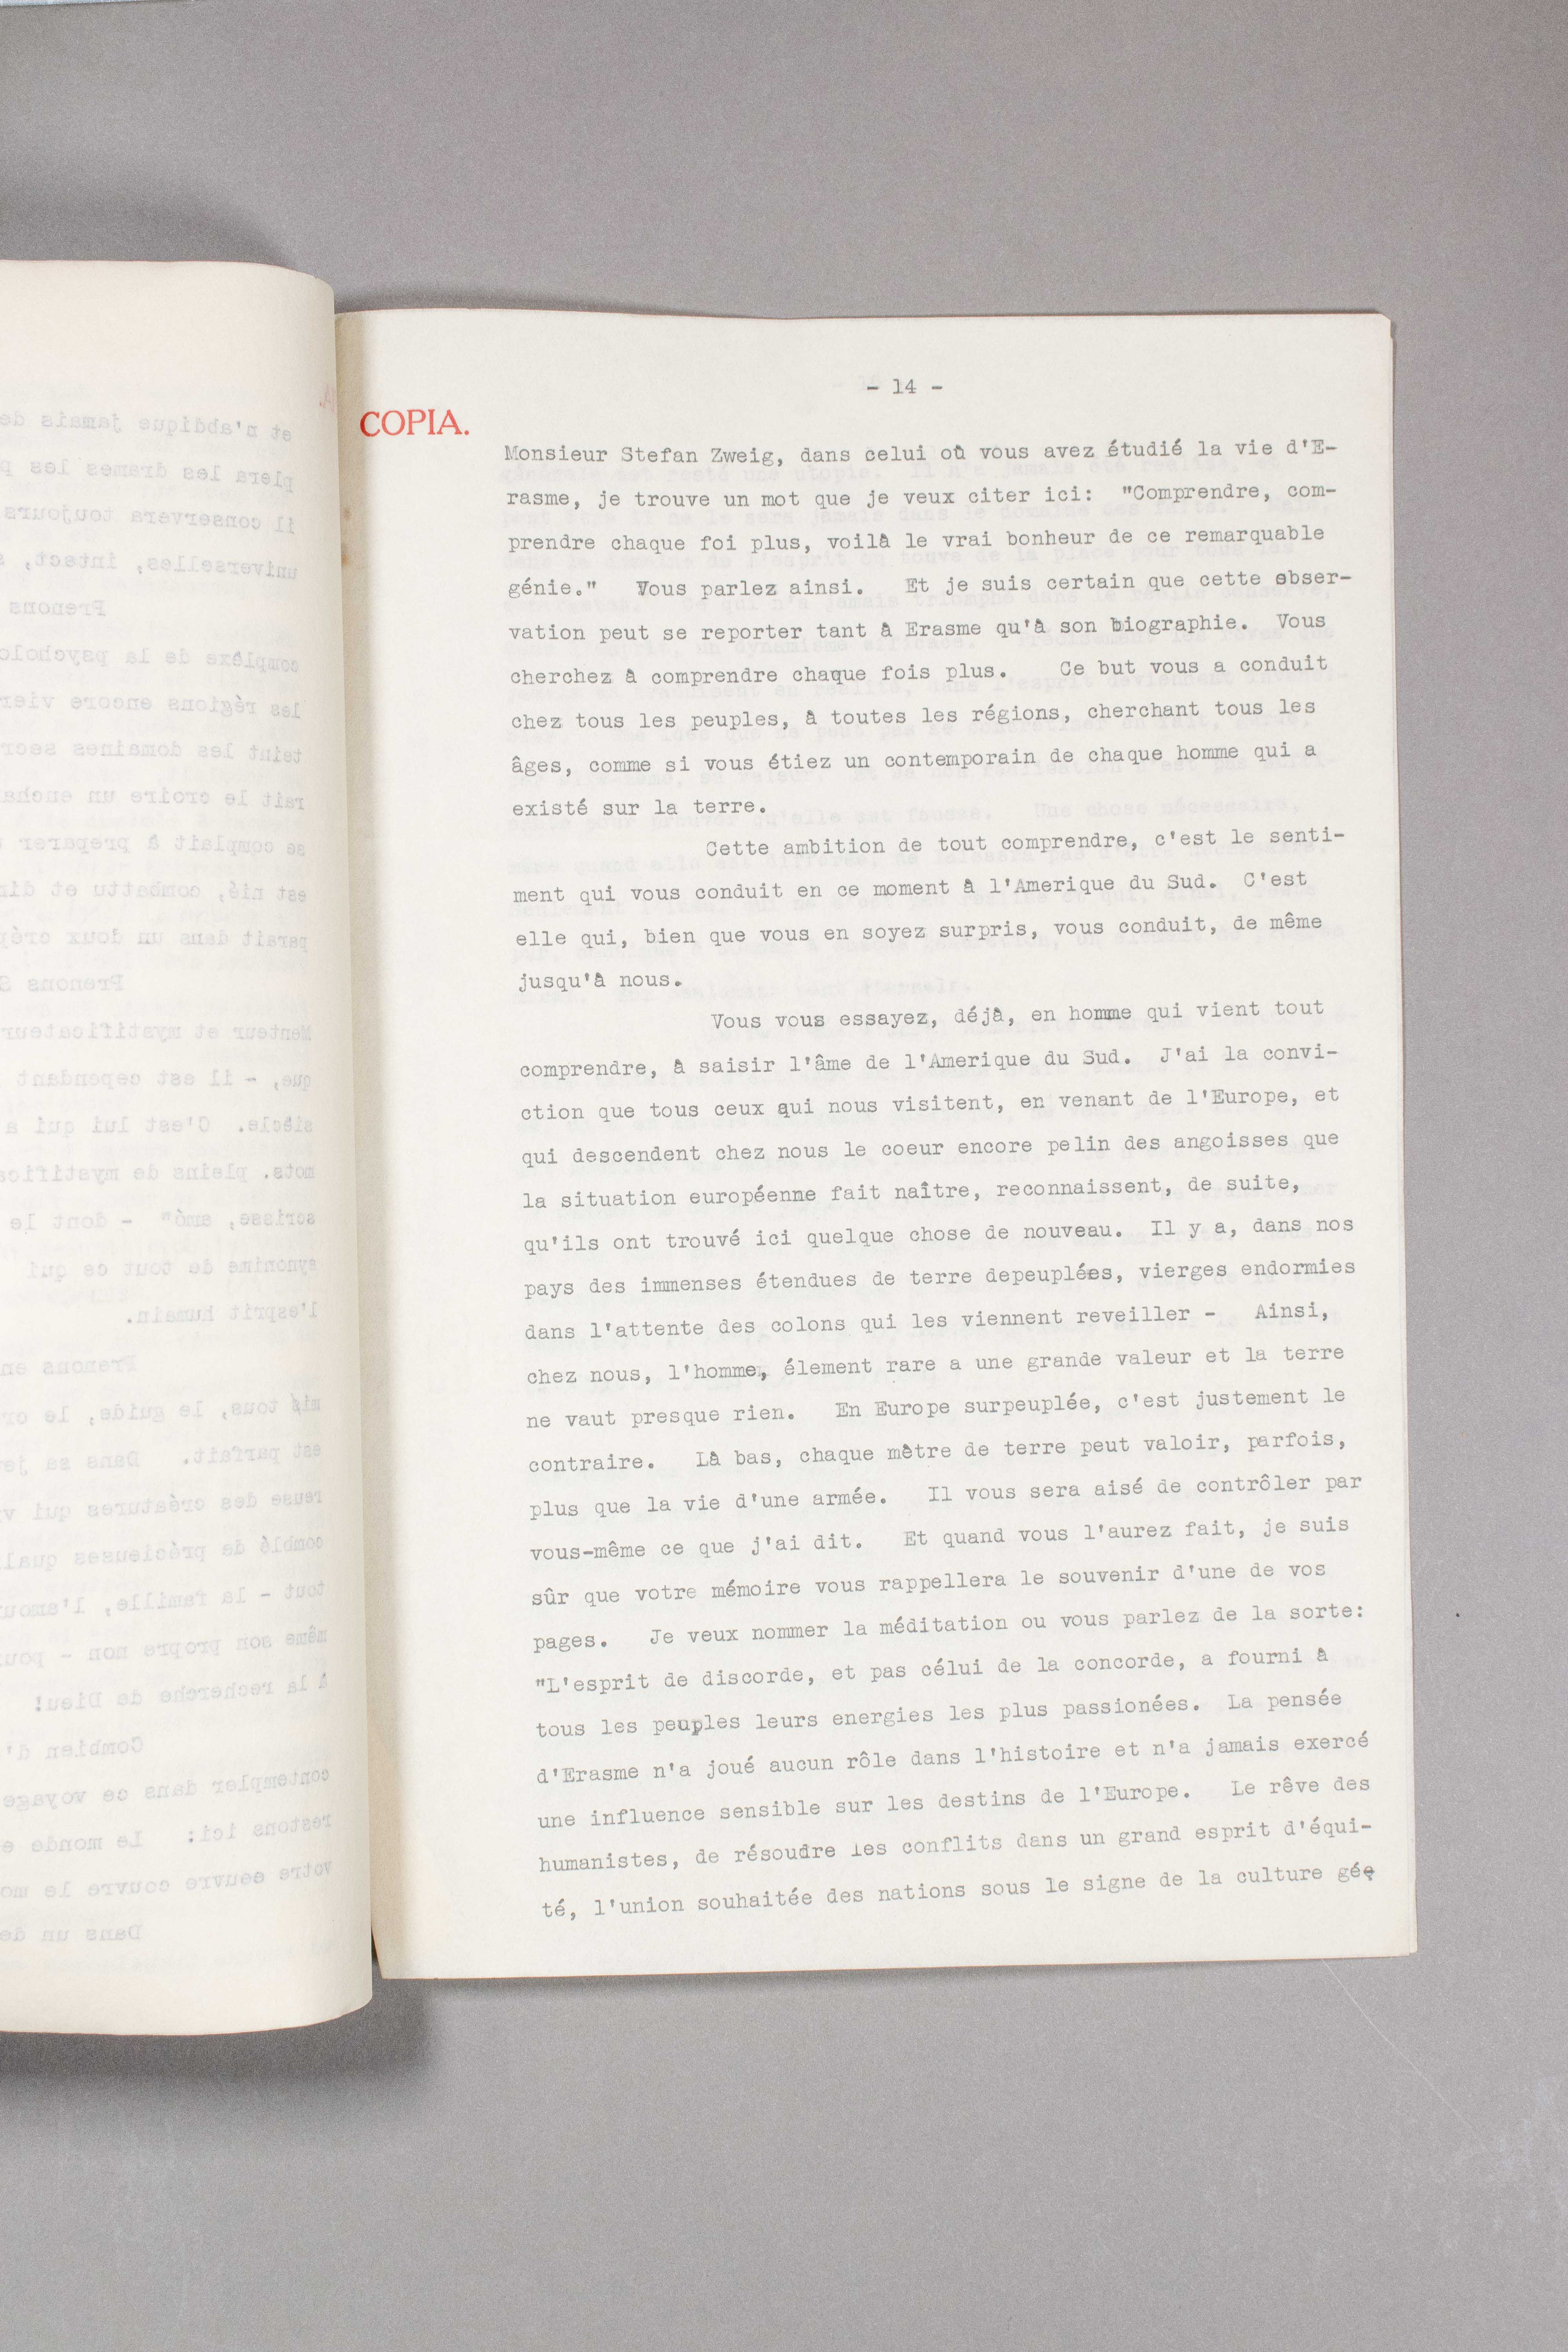 - 14 -
COPIA.
Monsieur Stefan Zweig, dans celui où vous avez étudié la vie d'E-
rasme, je trouve un mot que je veux citer ici: "Comprendre, com-
prendre chaque foi plus, voilà le vrai bonheur de ce remarquable
génie." Vous parlez ainsi. Et je suis certain que cette obser-
vation peut se reporter tant à Erasme qu'à son biographie. Vous
cherchez à comprendre chaque fois plus. Ce but vous a conduit
chez tous les peuples, à toutes les régions, cherchant tous les
âges, comme si vous étiez un contemporain de chaque homme qui a
existé sur la terre.
Cette ambition de tout comprendre, c'est le senti-
ment qui vous conduit en ce moment à l'Amerique du Sud. C'est
elle qui, bien que vous en soyez surpris, vous conduit, de même
jusqu'à nous.
Vous vous essayez, déjà, en homme qui vient tout
comprendre, à saisir l'âme de l'Amerique du Sud. J'ai la convi-
ction que tous ceux qui nous visitent, en venant de l'Europe, et
qui descendent chez nous le coeur encore pelin des angoisses que
la situation européenne fait naître, reconnaissent, de suite,
qu'ils ont trouvé ici quelque chose de nouveau. Il y a, dans nos
pays des immenses étendues de terre depeuplées, vierges endormies
dans l'attente des colons qui les viennent reveiller - Ainsi,
chez nous, l'homme, élement rare a une grande valeur et la terre
ne vaut presque rien. En Europe surpeuplée, c'est justement le
contraire. Là bas, chaque mètre de terre peut valoir, parfois,
plus que la vie d'une armée. Il vous sera aisé de contrôler par
vous-même ce que j'ai dit. Et quand vous l'aurez fait, je suis
sûr que votre mémoire vous rappellera le souvenir d'une de vos
pages. Je veux nommer la méditation ou vous parlez de la sorte:
"L'esprit de discorde, et pas célui de la concorde, a fourni à
tous les peuples leurs energies les plus passionées. La pensée
d'Erasme n'a joué aucun rôle dans l'histoire et n'a jamais exercé
une influence sensible sur les destins de l'Europe. Le rêve des
humanistes, de résoudre les conflits dans un grand esprit d'équi-
té, l'union souhaitée des nations sous le signe de la culture gé